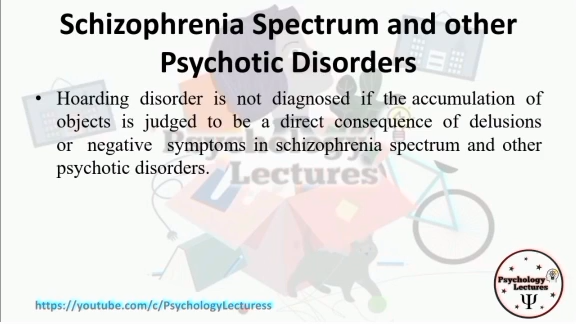 Schizophrenia Spectrum and other
Psychotic Disorders
• Hoarding disorder is not diagnosed if the accumulation of
objects is judged to be a direct consequence of delusions
or negative symptoms in schizophrenia spectrum and other
psychotic disorders.
Psychology
Lectures
Psychology
Lectures
Ψ
https://youtube.com/c/PsychologyLecturess